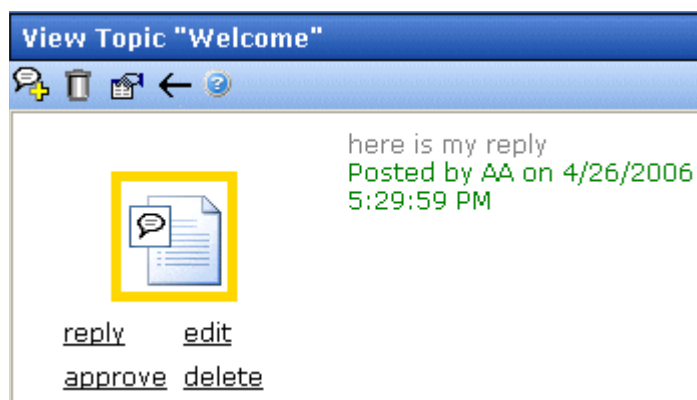 View Topic "Welcome"
here is my reply
Posted by AA on 4/26/2006
5:29:59 PM
reply edit
approve delete